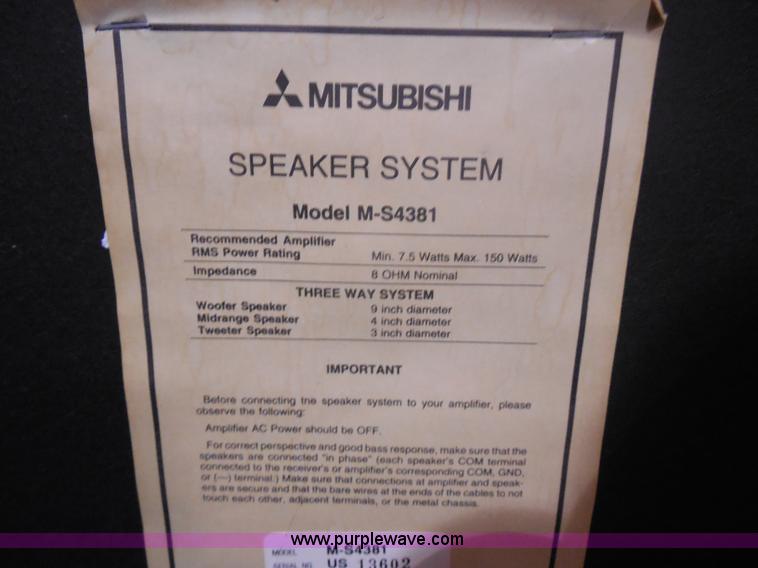 MITSUBISHI
SPEAKER SYSTEM
Model M-S4381
Recommended Amplifier
RMS Power Rating Min. 7.5 Watts Max. 150 Watts
Impedance 8 OHM Nominal
THREE WAY SYSTEM
Woofer Speaker 9 inch diameter
Midrange Speaker 4 inch diameter
Tweeter Speaker 3 inch diameter
IMPORTANT
Before connecting the speaker system to your amplifier, please
observe the following:
Amplifier AC Power should be OFF.
For correct perspective and good bass response, make sure that the
speakers are connected "in phase" (each speaker's COM terminal
connected to the receiver's or amplifier's corresponding COM, GND,
or (—) terminal.) Make sure that connections at amplifier and speak-
ers are secure and that the bare wires at the ends of the cables to not
touch each other, adjacent terminals, or the metal chassis.
www.purplewave.com
MODEL M-S4381
SERIAL NO. US 13602